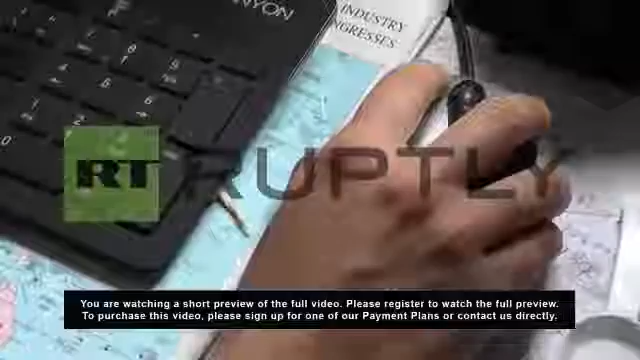 NYON
INDUSTRY
NGRESSES
RT RUPTLY
You are watching a short preview of the full video. Please register to watch the full preview.
To purchase this video, please sign up for one of our Payment Plans or contact us directly.